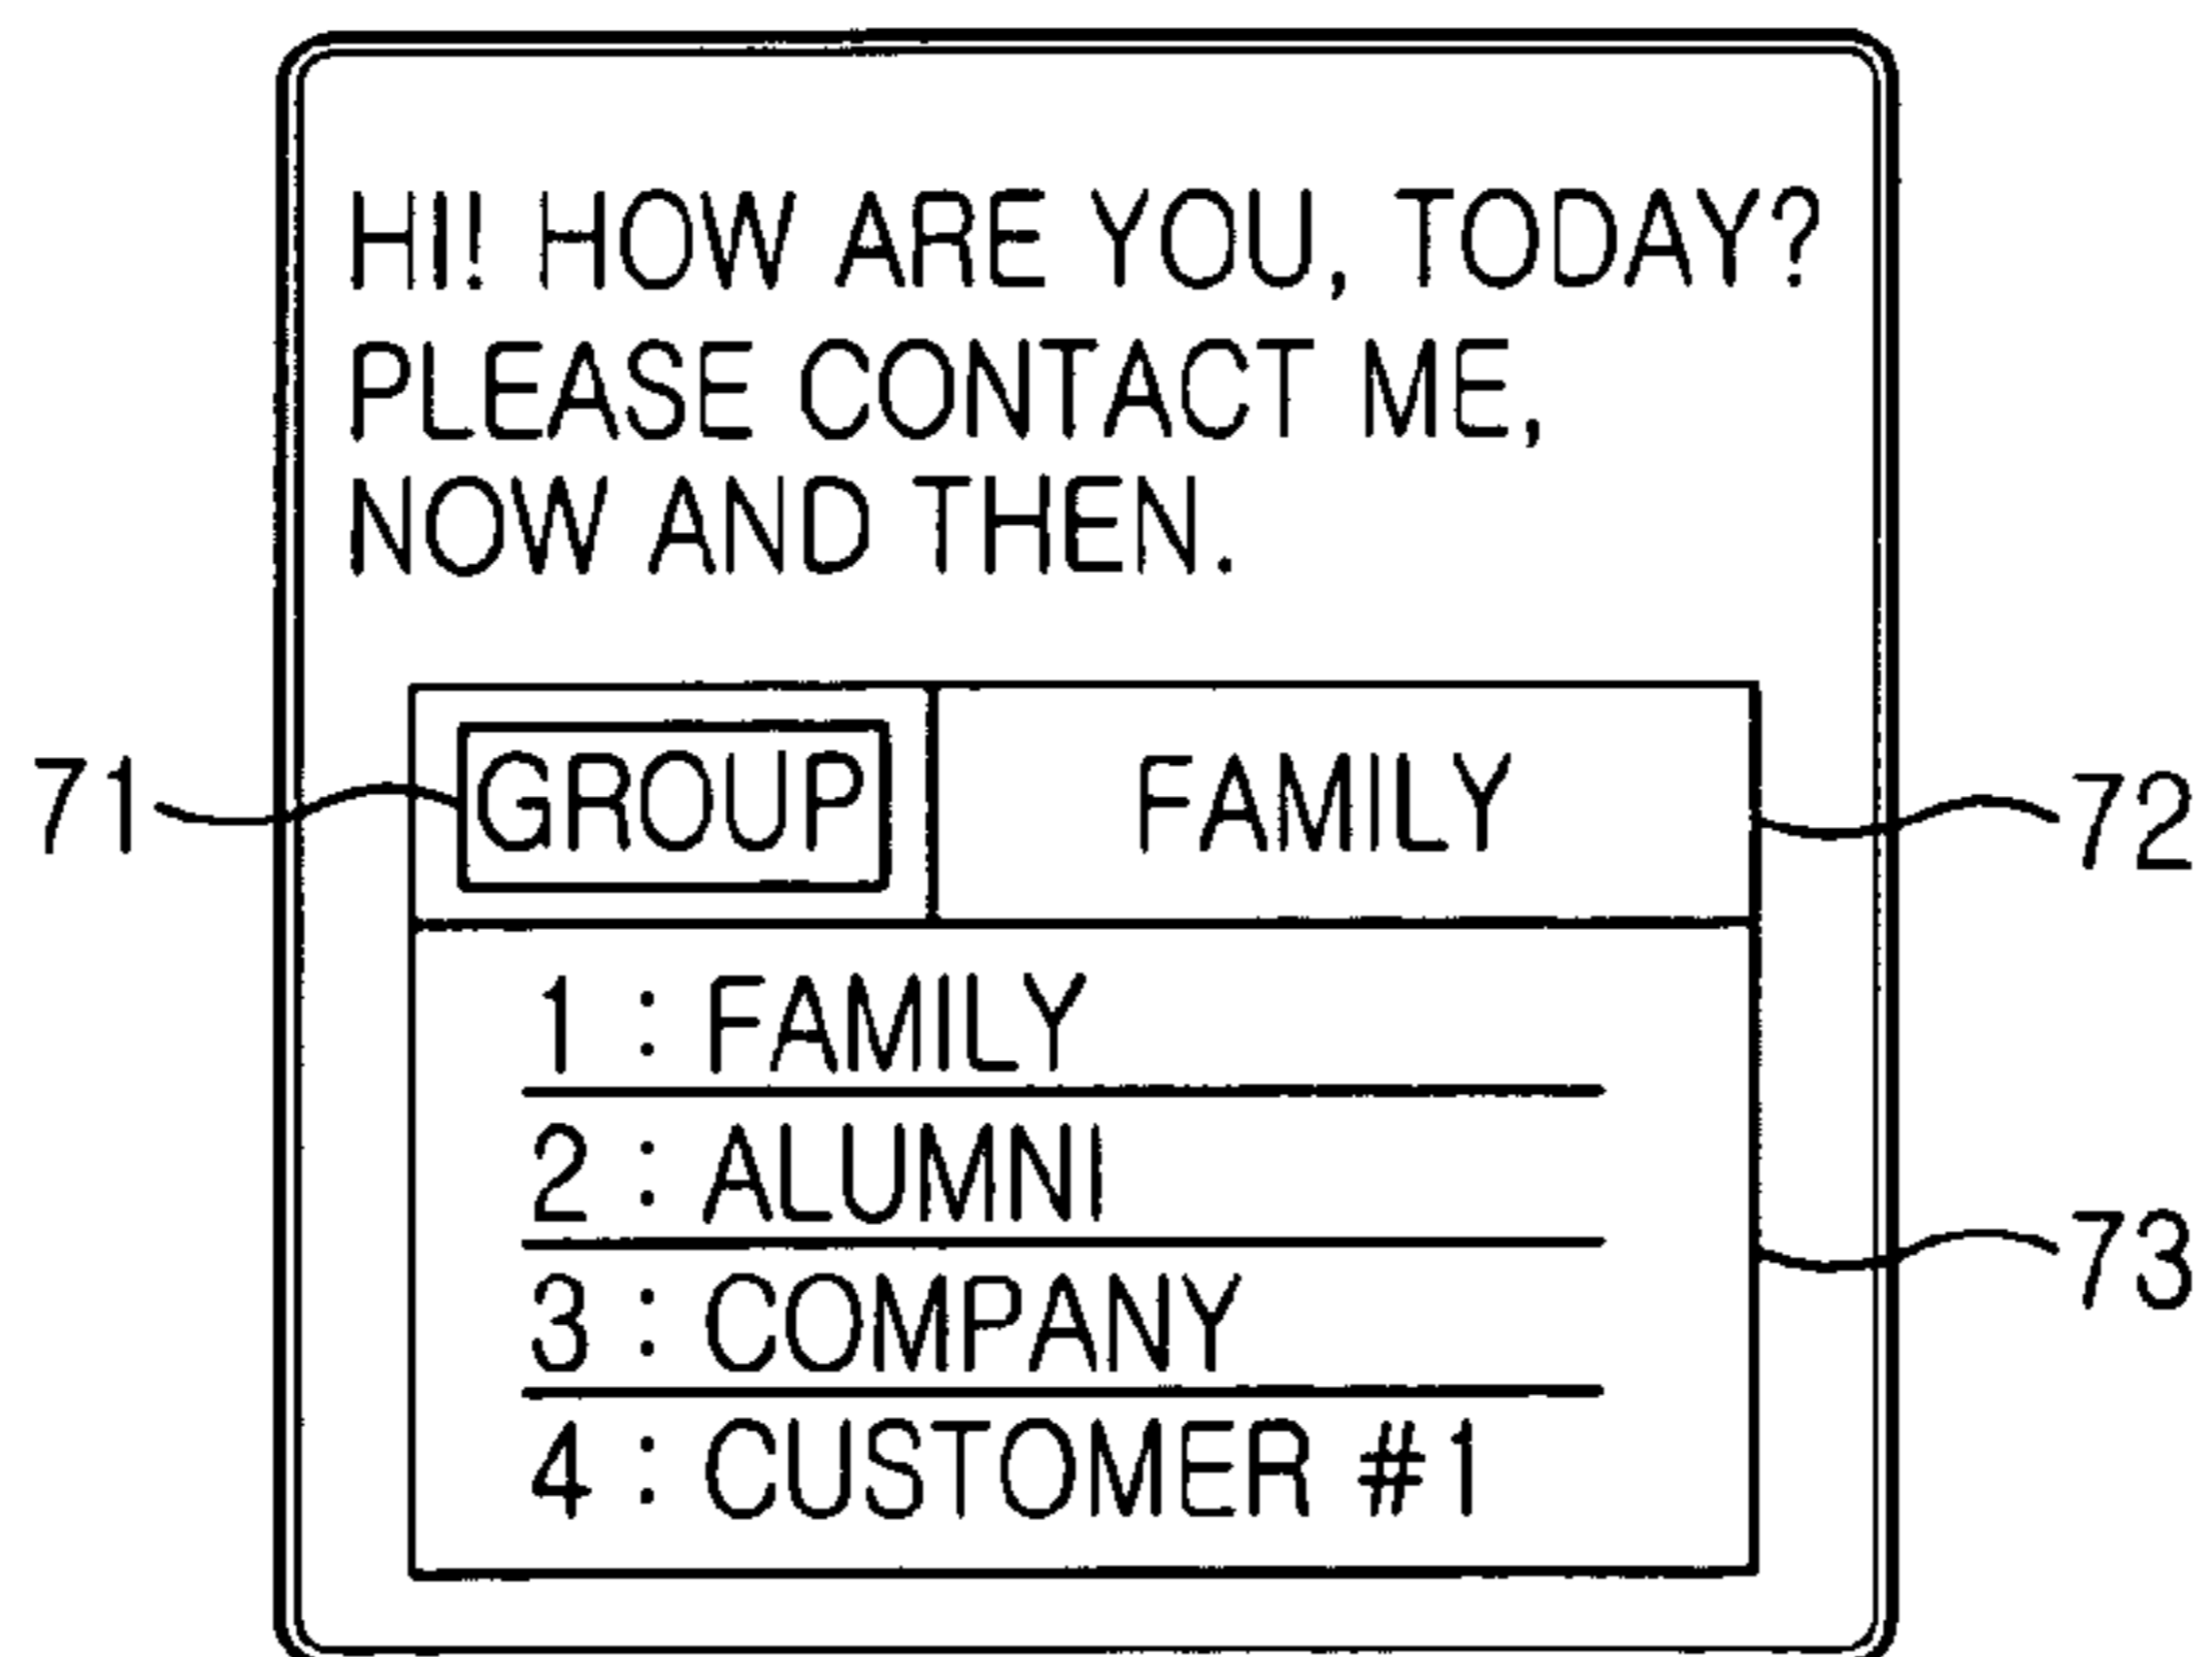 HI! HOW ARE YOU, TODAY?
PLEASE CONTACT ME,
NOW AND THEN.
71 GROUP FAMILY 72
1 : FAMILY
2 : ALUMNI
73
3 : COMPANY
4 : CUSTOMER #1